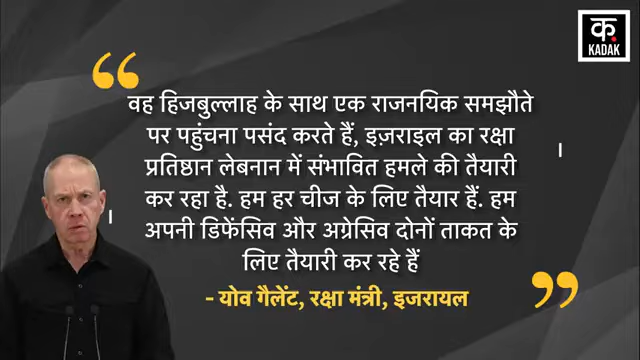 क.
KADAK
“
वह हिजबुल्लाह के साथ एक राजनयिक समझौते
पर पहुंचना पसंद करते हैं, इज़राइल का रक्षा
प्रतिष्ठान लेबनान में संभावित हमले की तैयारी
कर रहा है. हम हर चीज के लिए तैयार हैं. हम
अपनी डिफेंसिव और अग्रेसिव दोनों ताकत के
लिए तैयारी कर रहे हैं
”
- योव गैलेंट, रक्षा मंत्री, इजरायल